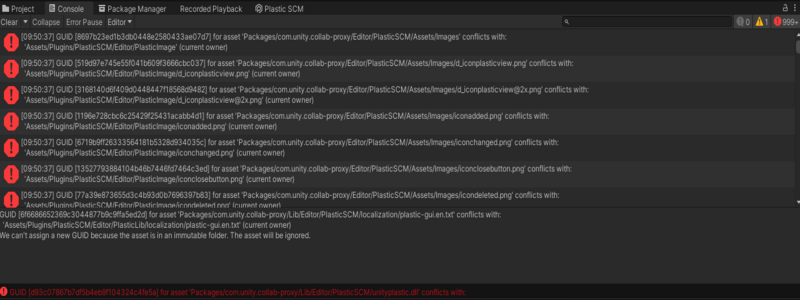 Project
Console
Package Manager
Recorded Playback
Plastic SCM
Clear
Collapse
Error Pause
Editor
0
1
999+
[09:50:37] GUID [8697b23ed1b3db0448e2580433ae07d7] for asset 'Packages/com.unity.collab-proxy/Editor/PlasticSCM/Assets/Images' conflicts with:
'Assets/Plugins/PlasticSCM/Editor/PlasticImage' (current owner)
[09:50:37] GUID [519d97e745e55f041b609f3666cbc037] for asset 'Packages/com.unity.collab-proxy/Editor/PlasticSCM/Assets/Images/d_iconplasticview.png' conflicts with:
'Assets/Plugins/PlasticSCM/Editor/PlasticImage/d_iconplasticview.png' (current owner)
[09:50:37] GUID [3168140d6f409d0448447f18568d9482] for asset 'Packages/com.unity.collab-proxy/Editor/PlasticSCM/Assets/Images/d_iconplasticview@2x.png' conflicts with:
'Assets/Plugins/PlasticSCM/Editor/PlasticImage/d_iconplasticview@2x.png' (current owner)
[09:50:37] GUID [1196e728cbc6c25429f25431acabb4d1] for asset 'Packages/com.unity.collab-proxy/Editor/PlasticSCM/Assets/Images/iconadded.png' conflicts with:
'Assets/Plugins/PlasticSCM/Editor/PlasticImage/iconadded.png' (current owner)
[09:50:37] GUID [6719b9ff26333564181b5328d934035c] for asset 'Packages/com.unity.collab-proxy/Editor/PlasticSCM/Assets/Images/iconchanged.png' conflicts with:
'Assets/Plugins/PlasticSCM/Editor/PlasticImage/iconchanged.png' (current owner)
[09:50:37] GUID [13527793884104b46b7446fd7464c3ed] for asset 'Packages/com.unity.collab-proxy/Editor/PlasticSCM/Assets/Images/iconclosebutton.png' conflicts with:
'Assets/Plugins/PlasticSCM/Editor/PlasticImage/iconclosebutton.png' (current owner)
[09:50:37] GUID [77a39e873655d3c4b93d0b7696397b83] for asset 'Packages/com.unity.collab-proxy/Editor/PlasticSCM/Assets/Images/icondeleted.png' conflicts with:
'Assets/Plugins/PlasticSCM/Editor/PlasticImage/icondeleted.png' (current owner)
GUID [6f6686652369c3044877b9c9ffa5ed2d] for asset 'Packages/com.unity.collab-proxy/Lib/Editor/PlasticSCM/localization/plastic-gui.en.txt' conflicts with:
'Assets/Plugins/PlasticSCM/Editor/PlasticLib/localization/plastic-gui.en.txt' (current owner)
We can't assign a new GUID because the asset is in an immutable folder. The asset will be ignored.
GUID [d93c07867b7df5b4eb9f104324c4fe5a] for asset 'Packages/com.unity.collab-proxy/Lib/Editor/PlasticSCM/unityplastic.dll' conflicts with: